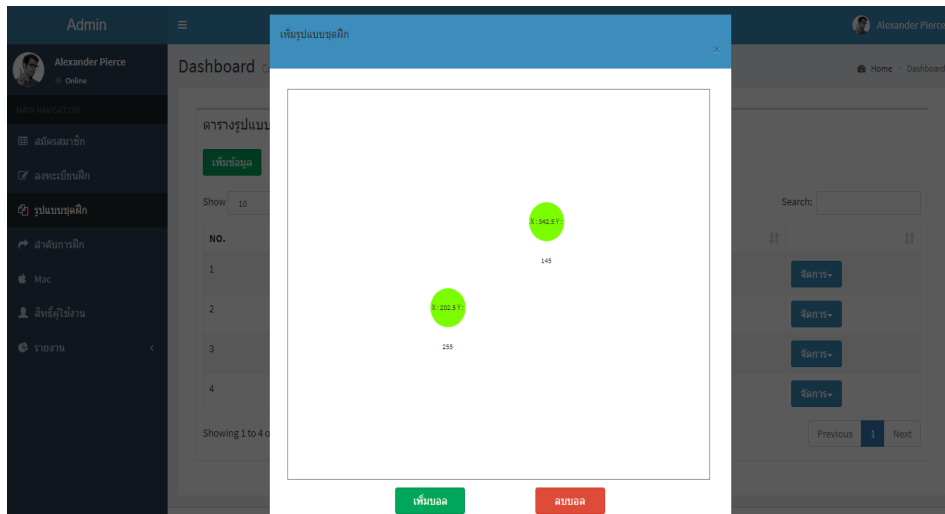 Admin
Alexander Pierce
Alexander Pierce
Online
MAIN NAVIGATION
สมัครสมาชิก
ลงทะเบียนฝึก
รูปแบบชุดฝึก
ลำดับการฝึก
Mac
สิทธิ์ผู้ใช้งาน
รายงาน
Dashboard
Home
Dashboard
ตารางรูปแบบ
เพิ่มข้อมูล
Show 10
Search:
NO.
1
จัดการ
2
จัดการ
3
จัดการ
4
จัดการ
Showing 1 to 4 o
Previous 1 Next
เพิ่มรูปแบบชุดฝึก
×
X : 342.5 Y :
145
X : 202.5 Y :
255
เพิ่มบอล
ลบบอล